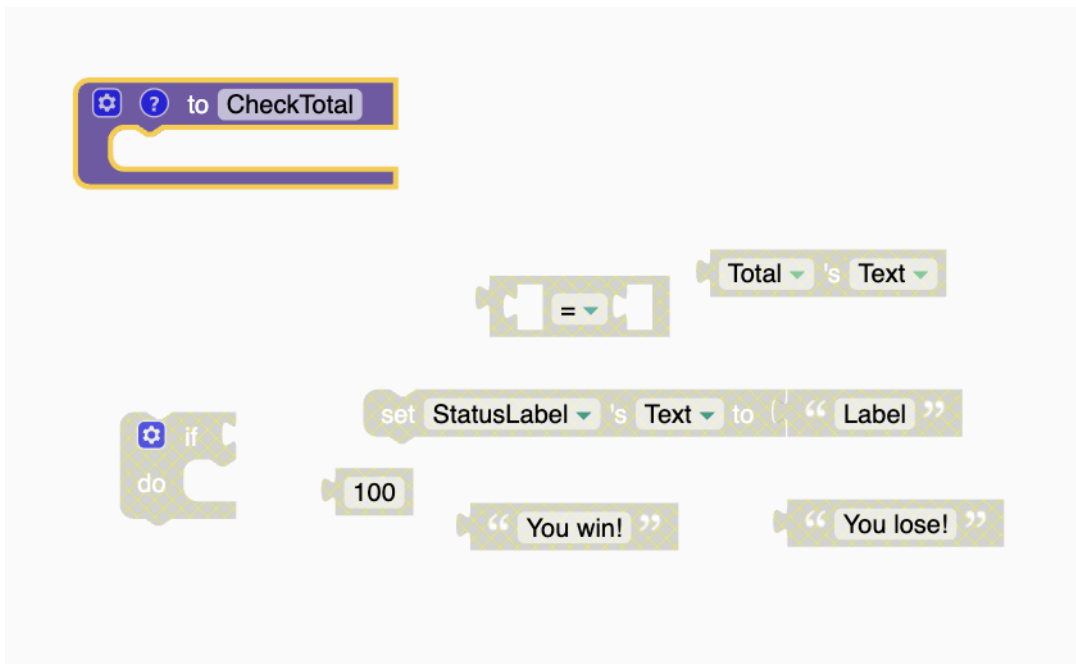 ? to CheckTotal
Total 's Text
=
set StatusLabel 's Text to “ Label ”
if
do
100
“ You win! ”
“ You lose! ”